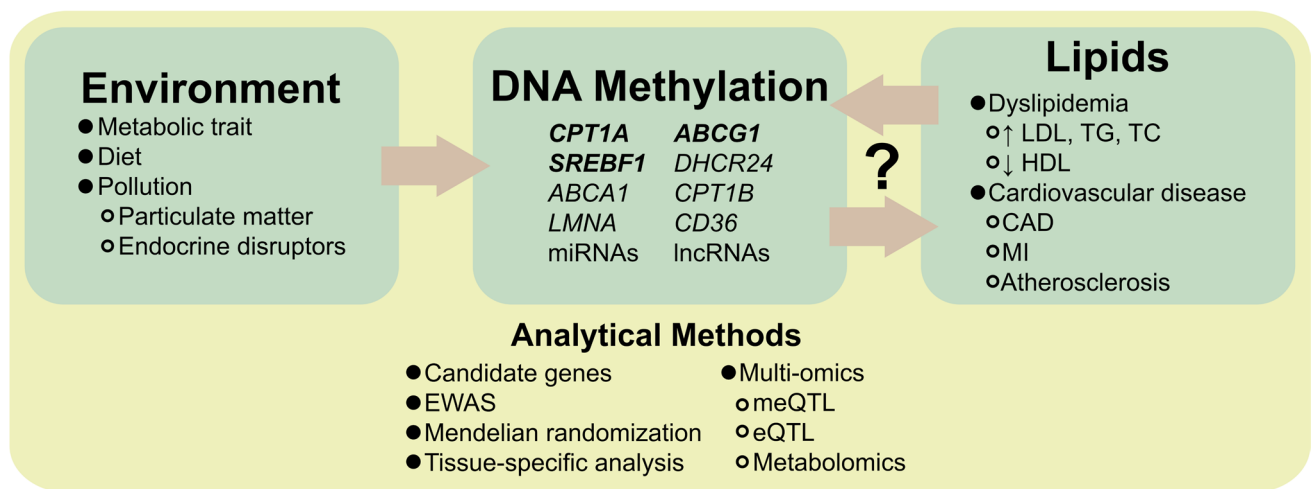 Environment
● Metabolic trait
● Diet
● Pollution
○ Particulate matter
○ Endocrine disruptors
DNA Methylation
CPT1A ABCG1
SREBF1 DHCR24
ABCA1 CPT1B
LMNA CD36
miRNAs lncRNAs
?
Lipids
● Dyslipidemia
○ ↑ LDL, TG, TC
○ ↓ HDL
● Cardiovascular disease
○ CAD
○ MI
○ Atherosclerosis
Analytical Methods
● Candidate genes
● EWAS
● Mendelian randomization
● Tissue-specific analysis
● Multi-omics
○ meQTL
○ eQTL
○ Metabolomics